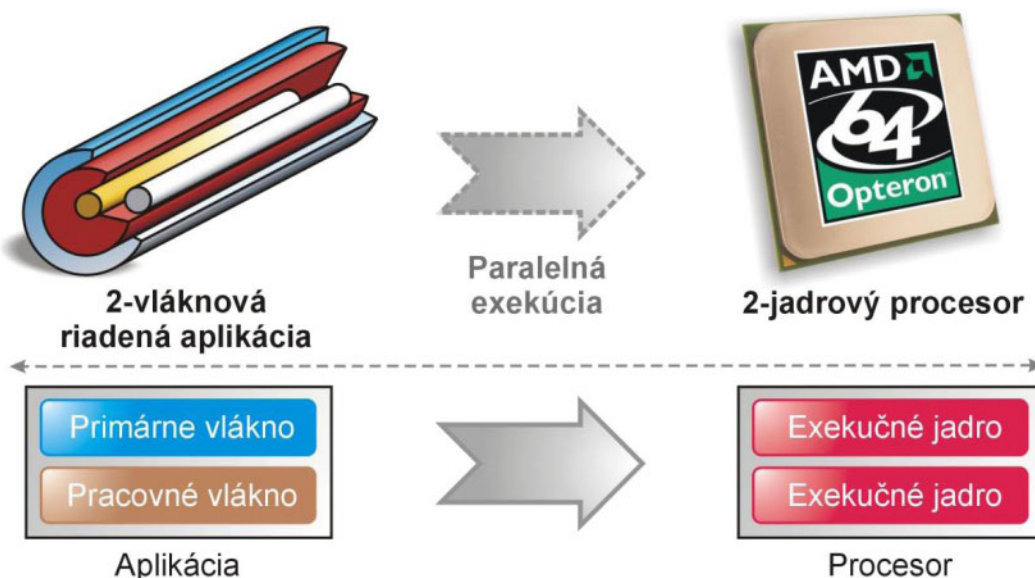 AMD
64
Opteron™
Paralelná
exekúcia
2-vláknová
riadená aplikácia
2-jadrový procesor
Primárne vlákno
Pracovné vlákno
Exekučné jadro
Exekučné jadro
Aplikácia
Procesor